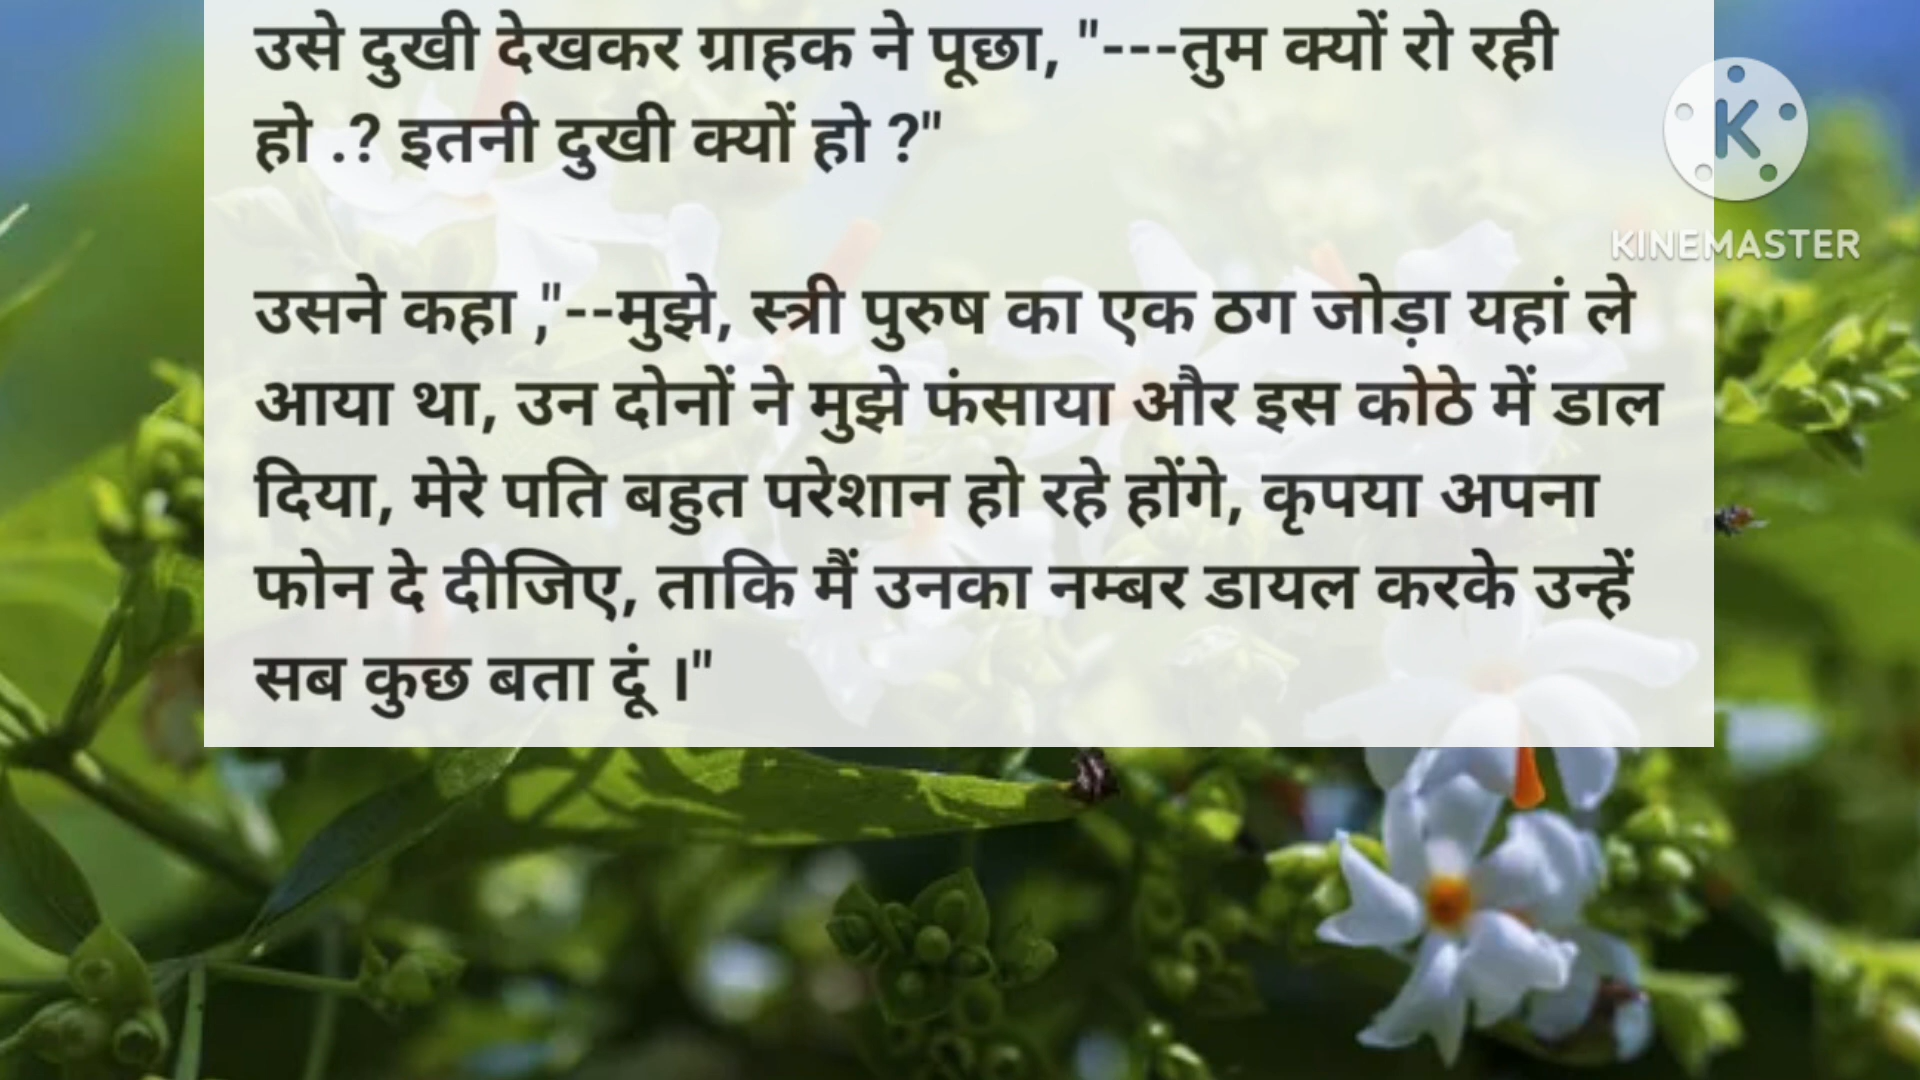 उसे दुखी देखकर ग्राहक ने पूछा, "---तुम क्यों रो रही
हो .? इतनी दुखी क्यों हो ?"
KINEMASTER
उसने कहा ,"--मुझे, स्त्री पुरुष का एक ठग जोड़ा यहां ले
आया था, उन दोनों ने मुझे फंसाया और इस कोठे में डाल
दिया, मेरे पति बहुत परेशान हो रहे होंगे, कृपया अपना
फोन दे दीजिए, ताकि मैं उनका नम्बर डायल करके उन्हें
सब कुछ बता दूं ।"